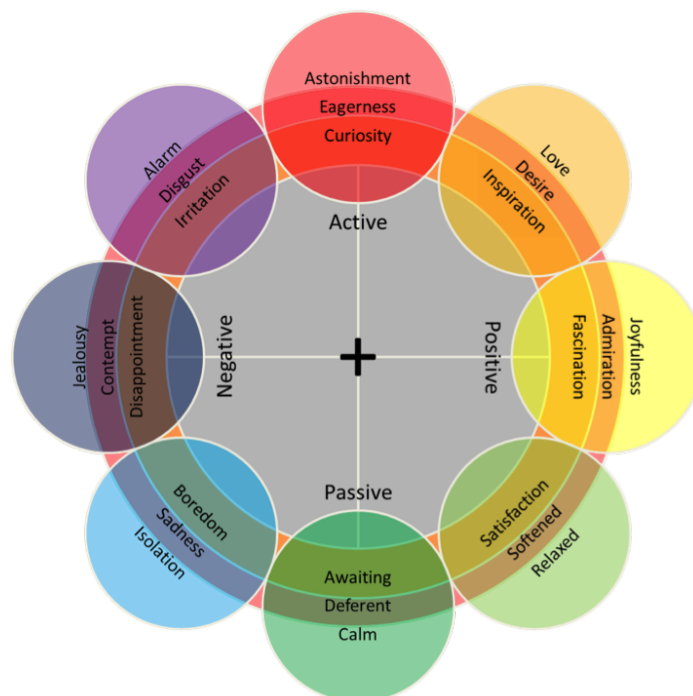 Astonishment
Eagerness
Curiosity
Love
Desire
Inspiration
Alarm
Disgust
Irritation
Active
Jealousy
Contempt
Disappointment
Negative
Positive
Fascination
Admiration
Joyfulness
Passive
Boredom
Sadness
Isolation
Satisfaction
Softened
Relaxed
Awaiting
Deferent
Calm